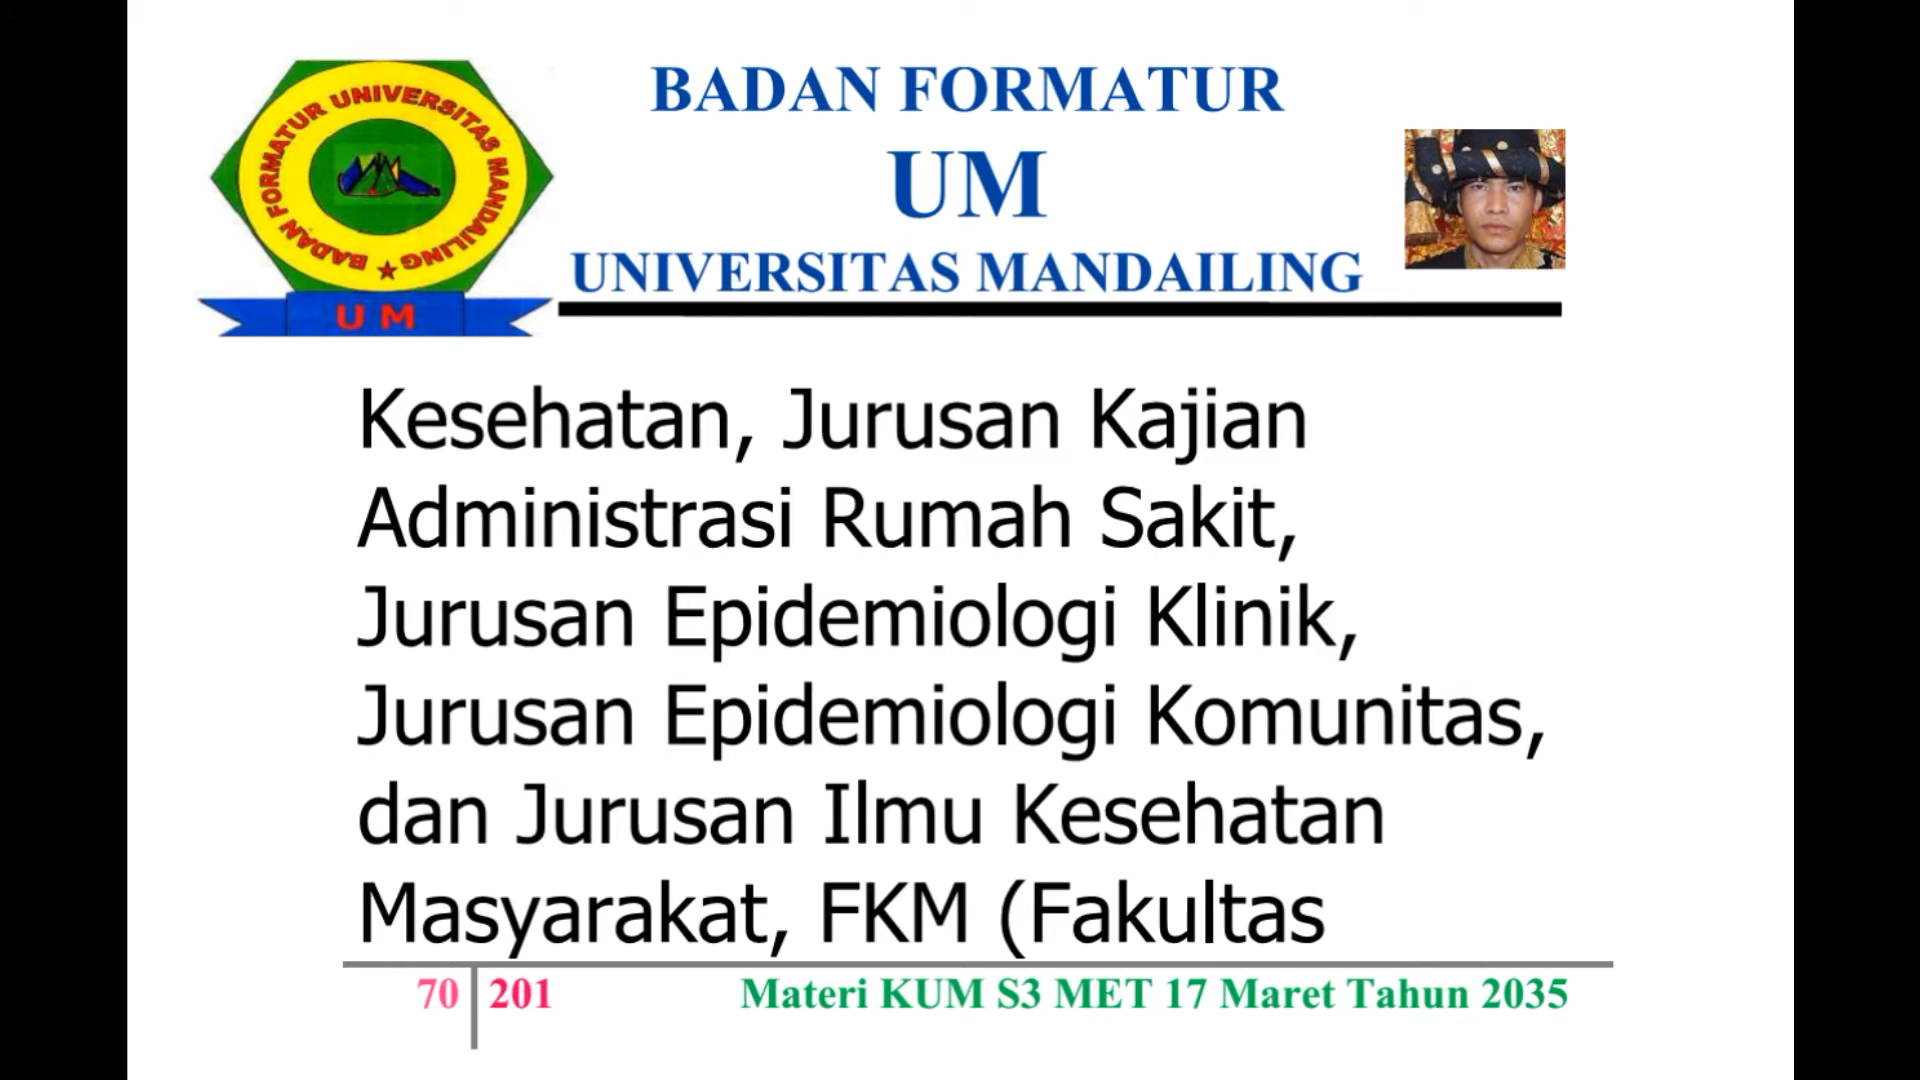 BADAN FORMATUR UNIVERSITAS MANDAILING
U M
BADAN FORMATUR
UM
UNIVERSITAS MANDAILING
Kesehatan, Jurusan Kajian
Administrasi Rumah Sakit,
Jurusan Epidemiologi Klinik,
Jurusan Epidemiologi Komunitas,
dan Jurusan Ilmu Kesehatan
Masyarakat, FKM (Fakultas
70 201
Materi KUM S3 MET 17 Maret Tahun 2035